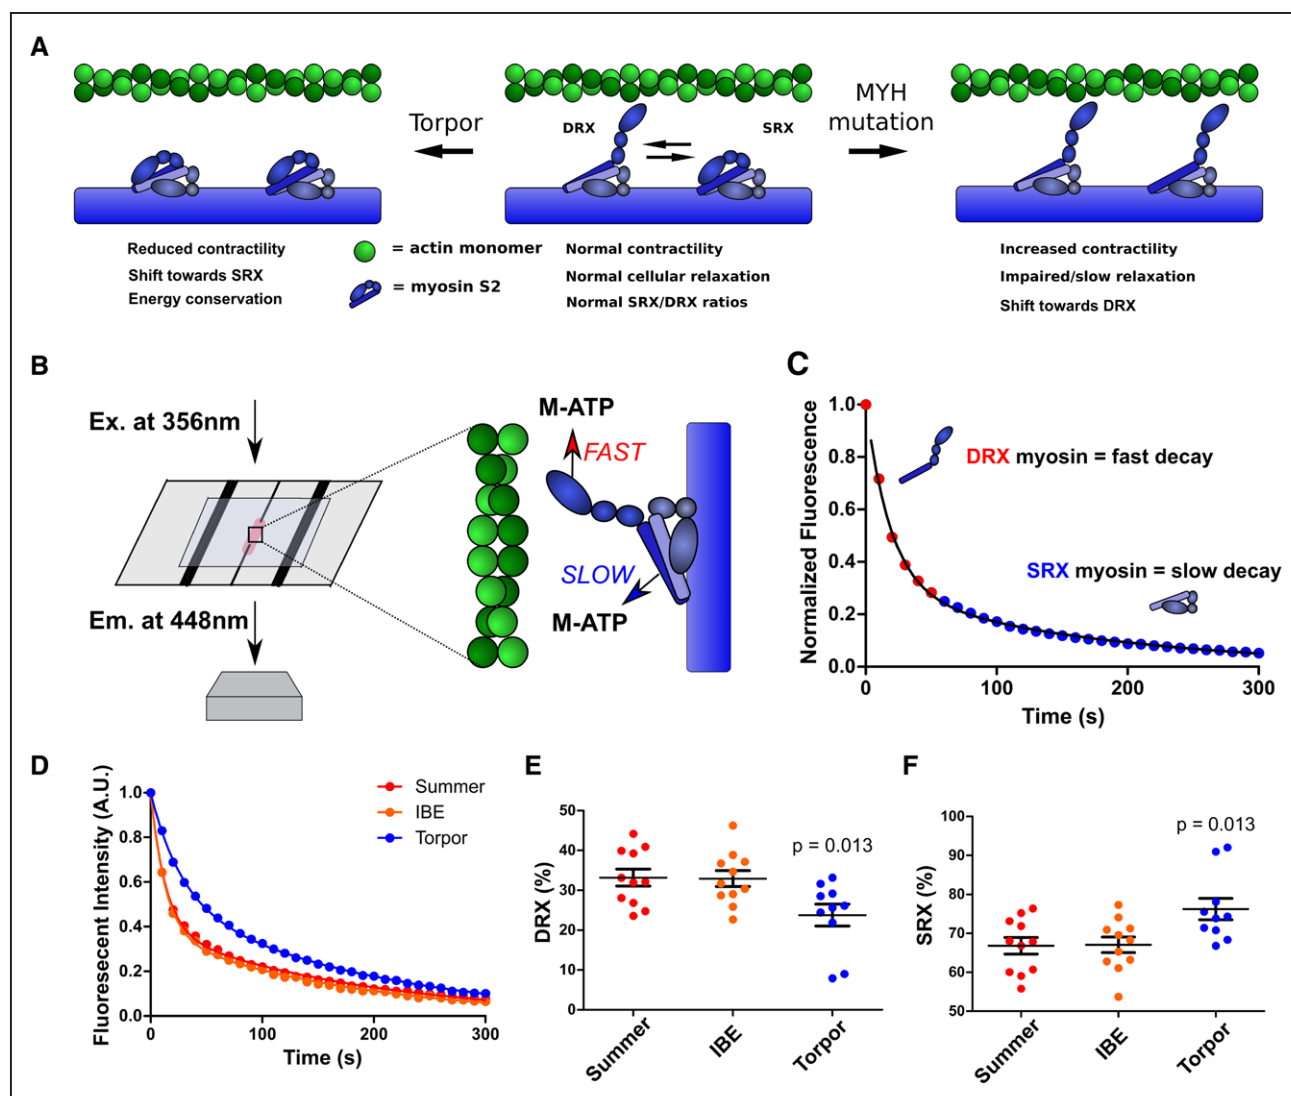 A
Torpor
DRX
SRX
MYH
mutation
Reduced contractility
Shift towards SRX
Energy conservation
= actin monomer
= myosin S2
Normal contractility
Normal cellular relaxation
Normal SRX/DRX ratios
Increased contractility
Impaired/slow relaxation
Shift towards DRX
B
Ex. at 356nm
Em. at 448nm
M-ATP
FAST
SLOW
M-ATP
C
Normalized Fluorescence
1.0
0.8
0.6
0.4
0.2
0.0
DRX myosin = fast decay
SRX myosin = slow decay
0
100
200
300
Time (s)
D
Fluoresecent Intensity (A.U.)
1.0
0.8
0.6
0.4
0.2
0.0
Summer
IBE
Torpor
0
100
200
300
Time (s)
E
DRX (%)
50
40
30
20
10
0
p = 0.013
Summer
IBE
Torpor
F
SRX (%)
100
90
80
70
60
50
p = 0.013
Summer
IBE
Torpor